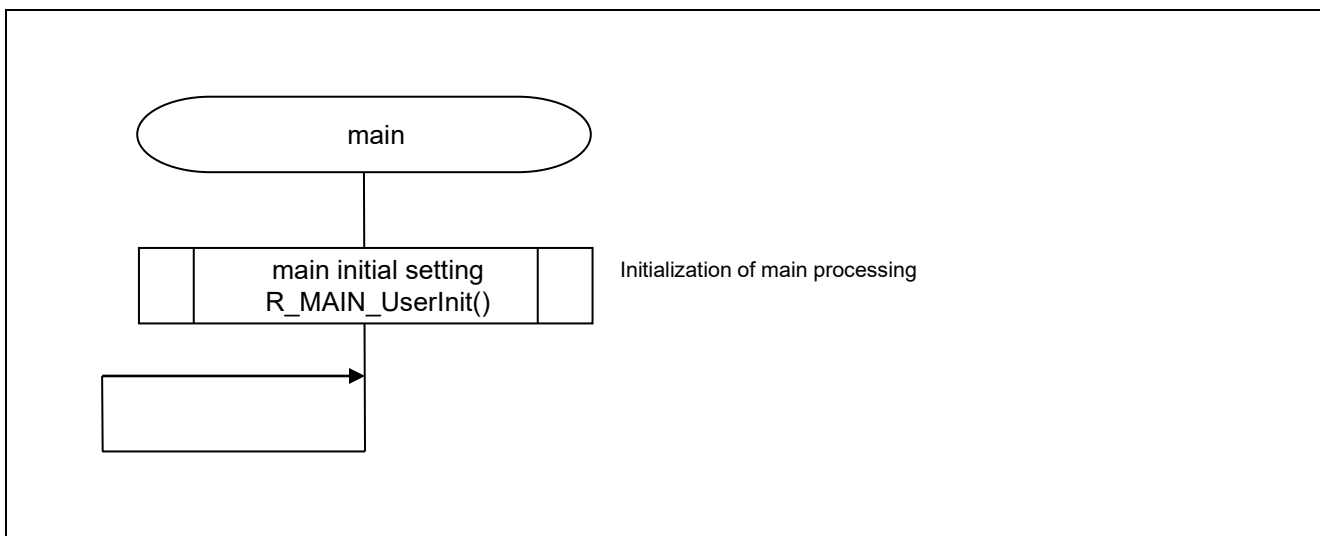 main
main initial setting
R_MAIN_UserInit()
Initialization of main processing